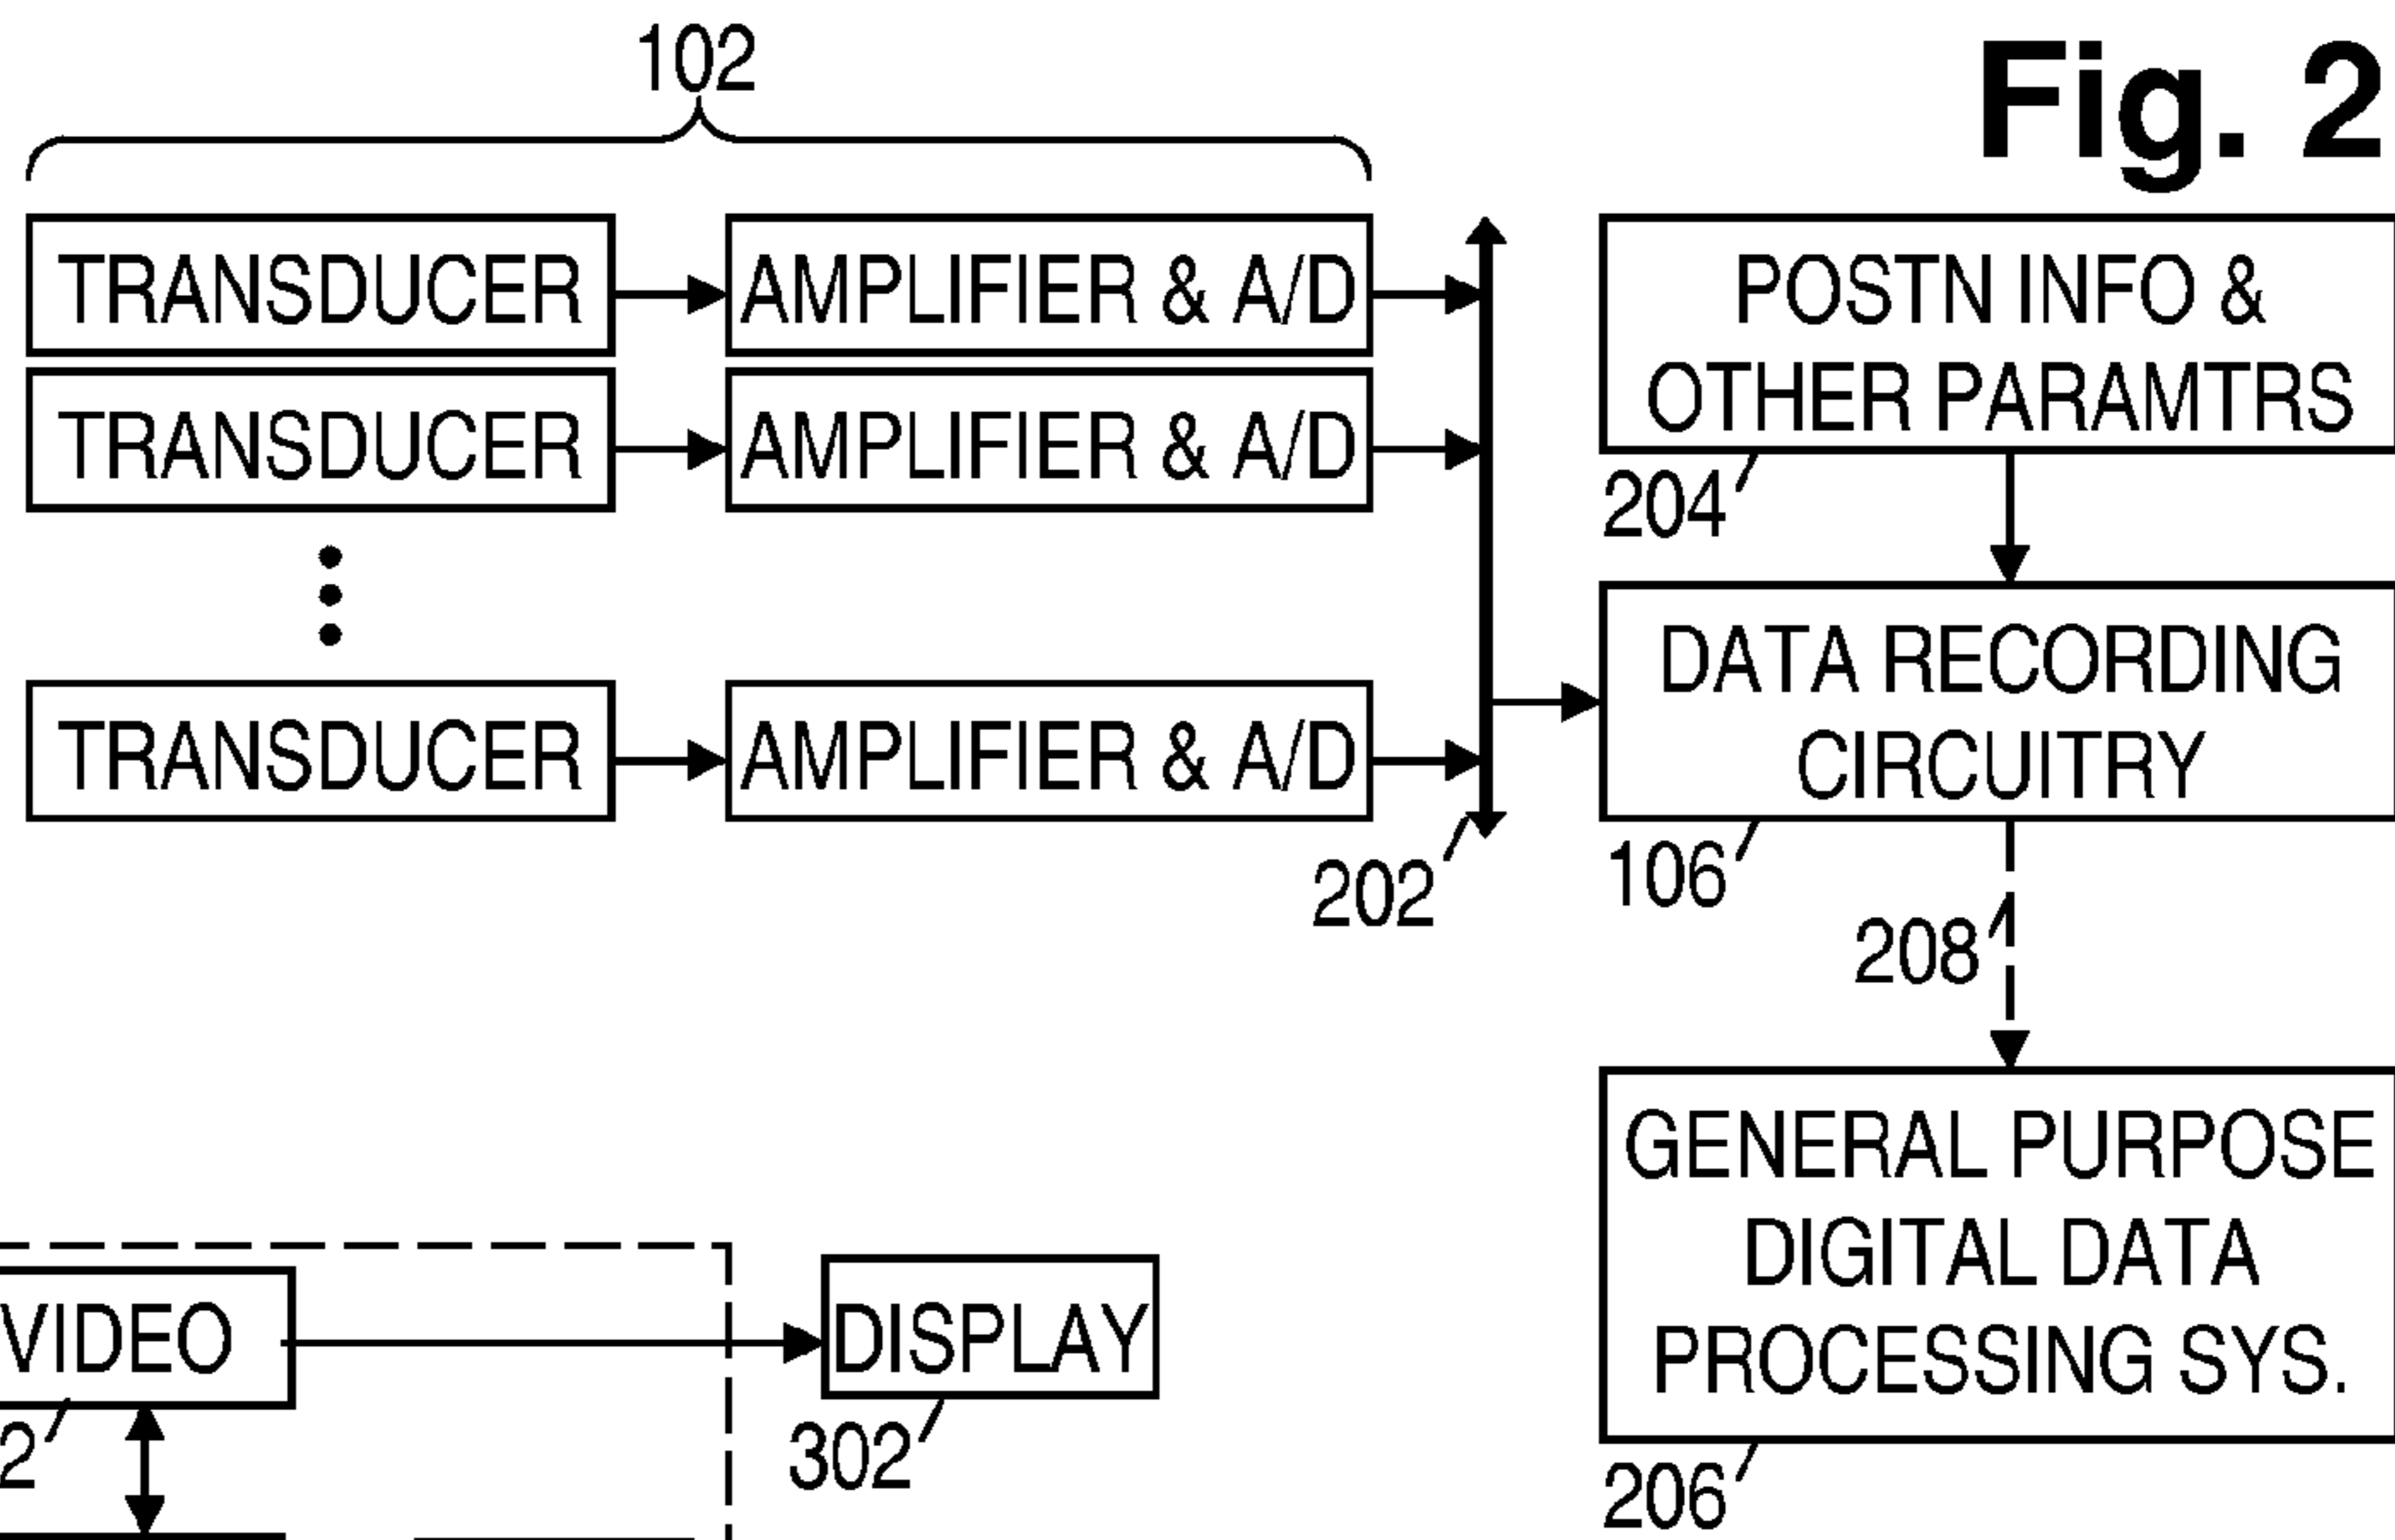 102
Fig. 2
TRANSDUCER
AMPLIFIER & A/D
TRANSDUCER
AMPLIFIER & A/D
TRANSDUCER
AMPLIFIER & A/D
202
POSTN INFO &
OTHER PARAMTRS
204
DATA RECORDING
CIRCUITRY
106
208
GENERAL PURPOSE
DIGITAL DATA
PROCESSING SYS.
206
VIDEO
2
DISPLAY
302